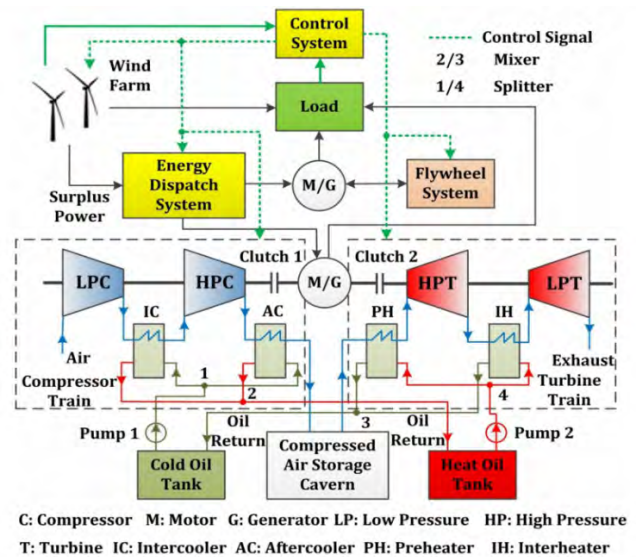 Control
System
Control Signal
2/3 Mixer
1/4 Splitter
Wind
Farm
Load
Energy
Dispatch
System
M/G
Flywheel
System
Surplus
Power
Clutch 1
M/G
Clutch 2
LPC
HPC
HPT
LPT
IC
AC
PH
IH
Air
Compressor
Train
1
2
3
4
Exhaust
Turbine
Train
Pump 1
Oil
Return
Oil
Return
Pump 2
Cold Oil
Tank
Compressed
Air Storage
Cavern
Heat Oil
Tank
C: Compressor M: Motor G: Generator LP: Low Pressure HP: High Pressure
T: Turbine IC: Intercooler AC: Aftercooler PH: Preheater IH: Interheater